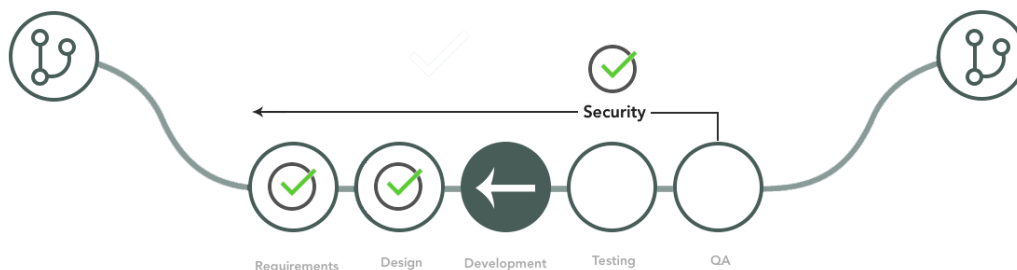 Security
Requirements
Design
Development
Testing
QA